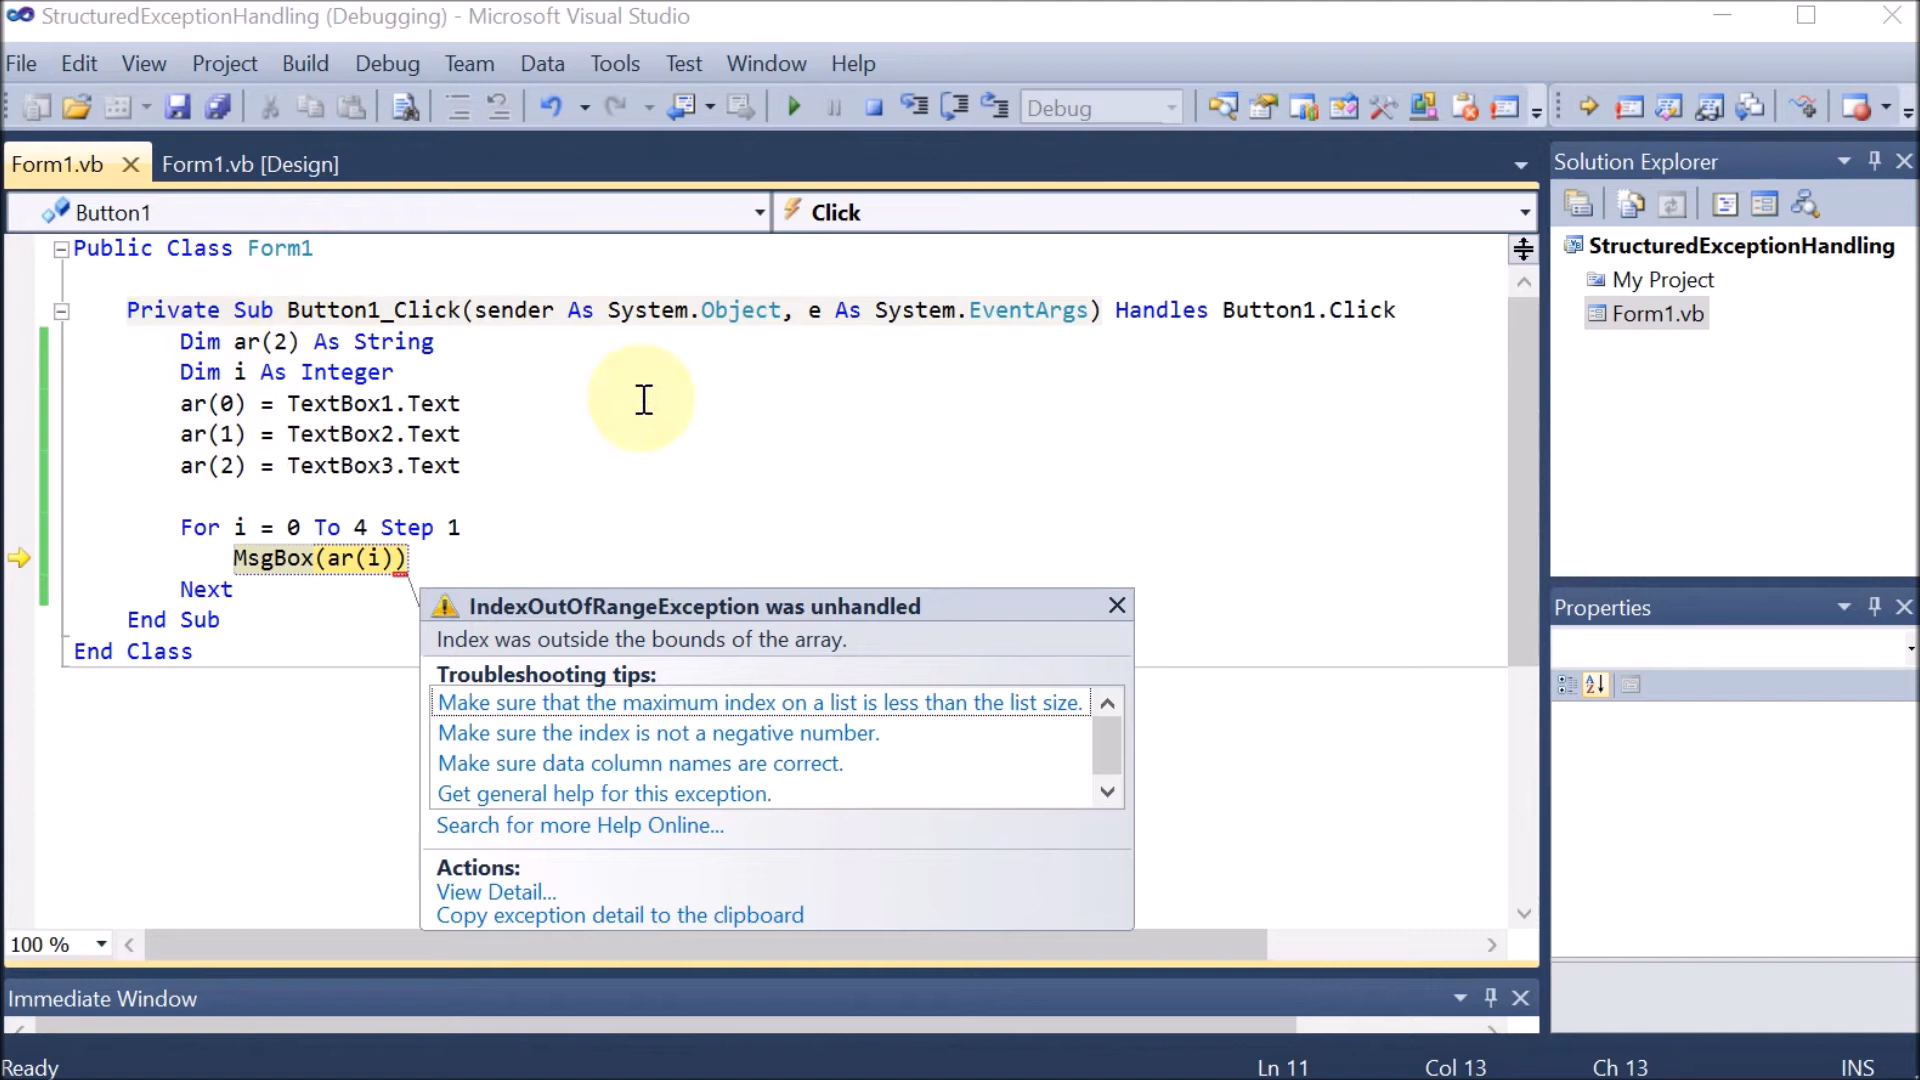 StructuredExceptionHandling (Debugging) - Microsoft Visual Studio
File Edit View Project Build Debug Team Data Tools Test Window Help
Debug
Form1.vb Form1.vb [Design]
Button1 Click
Public Class Form1
Private Sub Button1_Click(sender As System.Object, e As System.EventArgs) Handles Button1.Click
Dim ar(2) As String
Dim i As Integer
ar(0) = TextBox1.Text
ar(1) = TextBox2.Text
ar(2) = TextBox3.Text
For i = 0 To 4 Step 1
MsgBox(ar(i))
Next
End Sub
End Class
IndexOutOfRangeException was unhandled
Index was outside the bounds of the array.
Troubleshooting tips:
Make sure that the maximum index on a list is less than the list size.
Make sure the index is not a negative number.
Make sure data column names are correct.
Get general help for this exception.
Search for more Help Online...
Actions:
View Detail...
Copy exception detail to the clipboard
100 %
Immediate Window
Solution Explorer
StructuredExceptionHandling
My Project
Form1.vb
Properties
Ready Ln 11 Col 13 Ch 13 INS